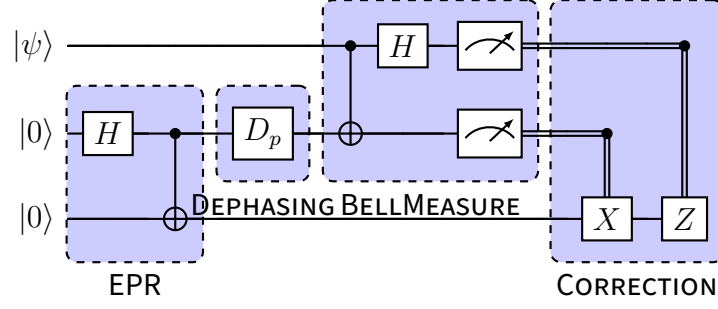 |ψ⟩ H
|0⟩ H D_p
|0⟩ X Z
DEPHASING BELLMEASURE
EPR CORRECTION